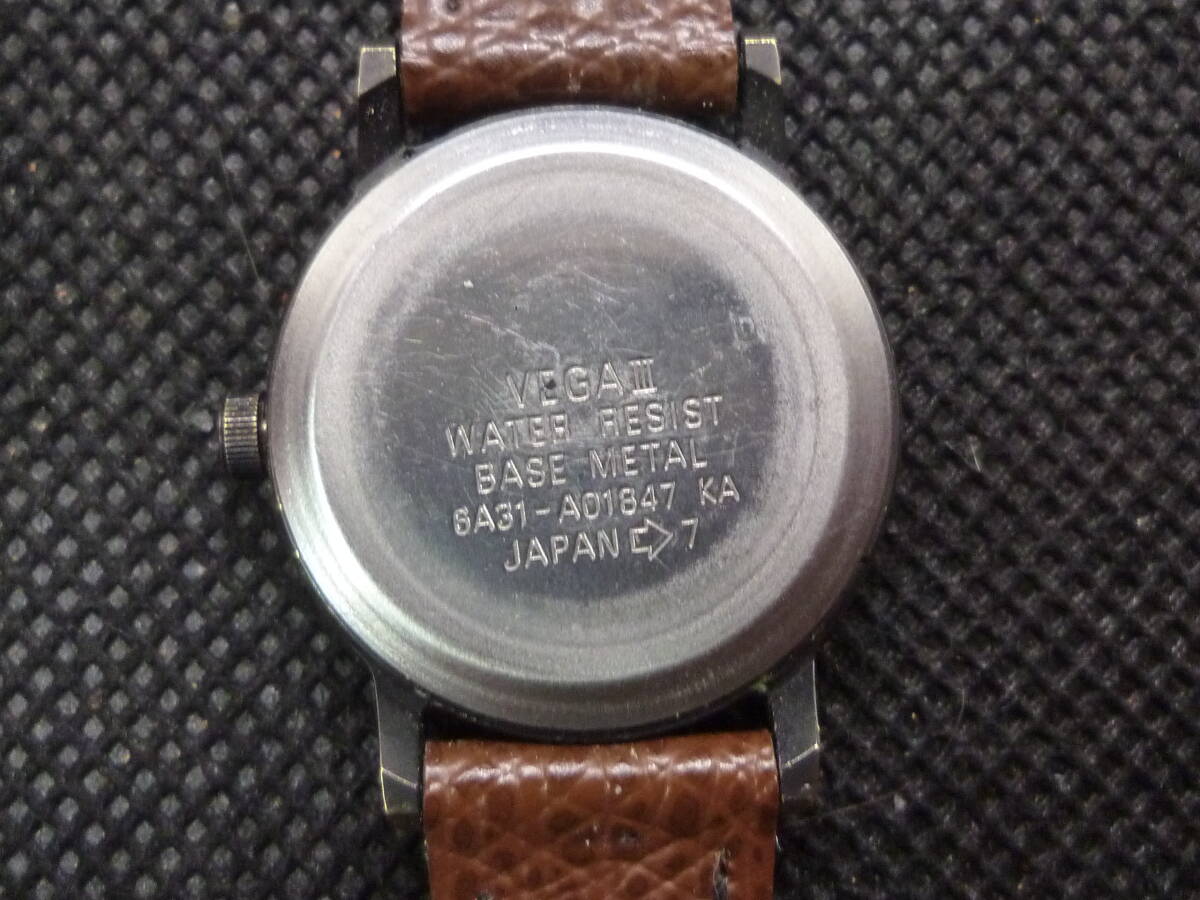 VEGA III
WATER RESIST
BASE METAL
6A31-A01847 KA
JAPAN ⇨ 7